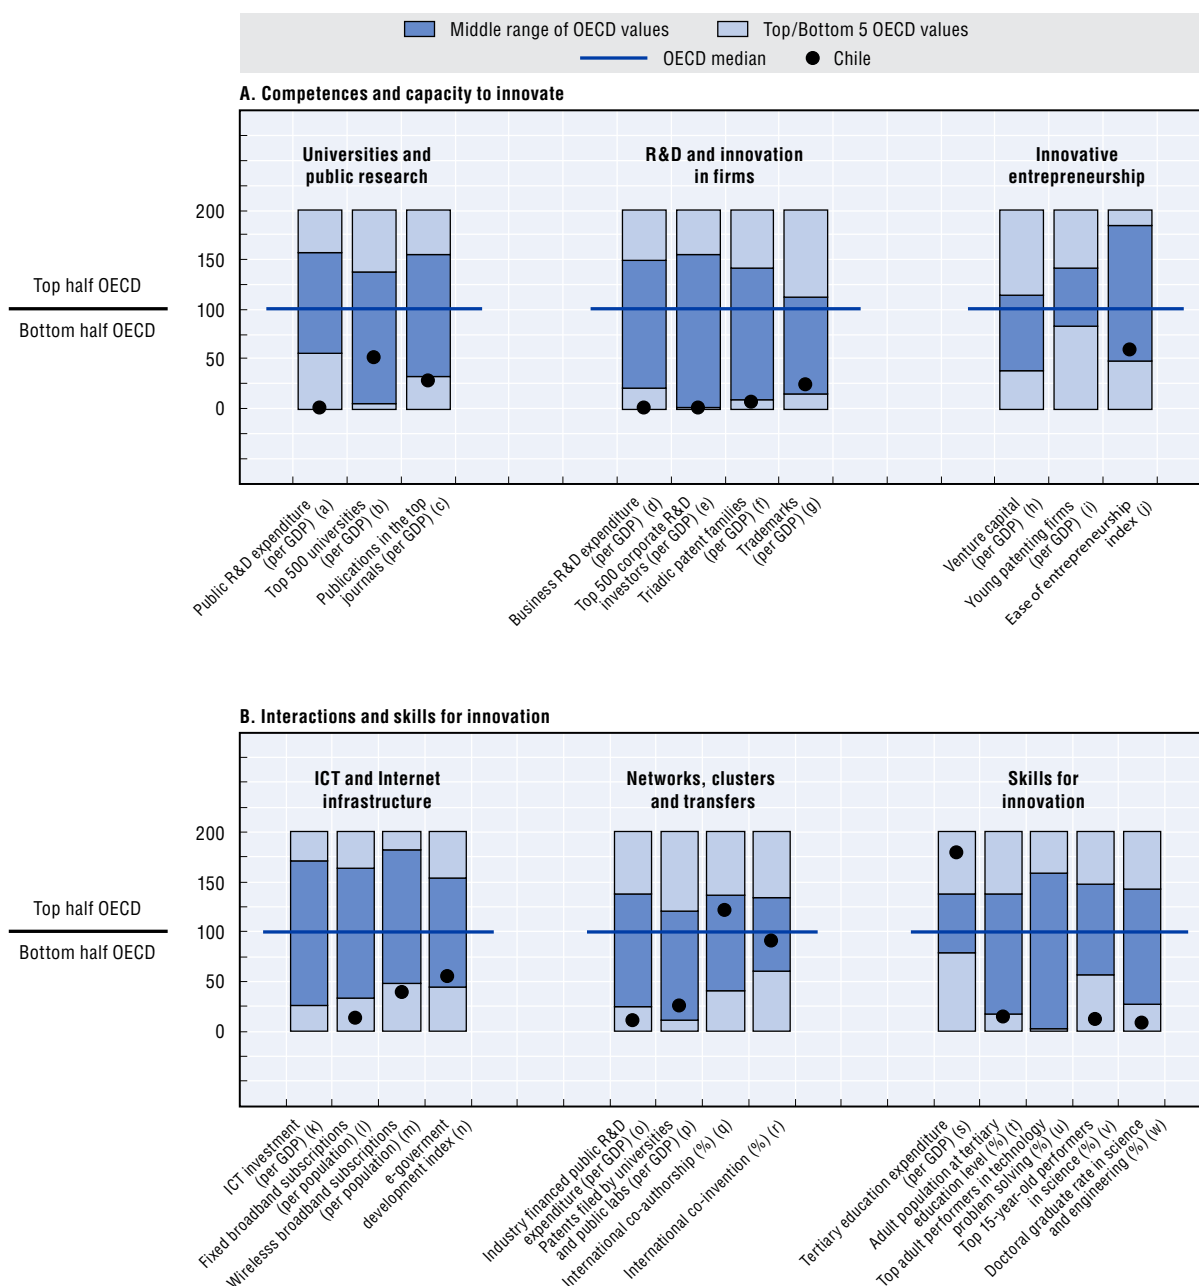 Middle range of OECD values
Top/Bottom 5 OECD values
OECD median
Chile
A. Competences and capacity to innovate
Universities and
public research
R&D and innovation
in firms
Innovative
entrepreneurship
200
150
100
50
0
Top half OECD
Bottom half OECD
Public R&D expenditure
(per GDP) (a)
Top 500 universities
(per GDP) (b)
Publications in the top
journals (per GDP) (c)
Business R&D expenditure
(per GDP) (d)
Top 500 corporate R&D
investors (per GDP) (e)
Triadic patent families
(per GDP) (f)
Trademarks
(per GDP) (g)
Venture capital
(per GDP) (h)
Young patenting firms
(per GDP) (i)
Ease of entrepreneurship
index (j)
B. Interactions and skills for innovation
ICT and Internet
infrastructure
Networks, clusters
and transfers
Skills for
innovation
200
150
100
50
0
Top half OECD
Bottom half OECD
ICT investment
(per GDP) (k)
Fixed broadband subscriptions
(per population) (l)
Wirelesss broadband subscriptions
(per population) (m)
e-goverment
development index (n)
Industry financed public R&D
expenditure (per GDP) (o)
Patents filed by universities
and public labs (per GDP) (p)
International co-authorship (%) (q)
International co-invention (%) (r)
Tertiary education expenditure
(per GDP) (s)
Adult population at tertiary
education level (%) (t)
Top adult performers in technology
problem solving (%) (u)
Top 15-year-old performers
in science (%) (v)
Doctoral graduate rate in science
and engineering (%) (w)